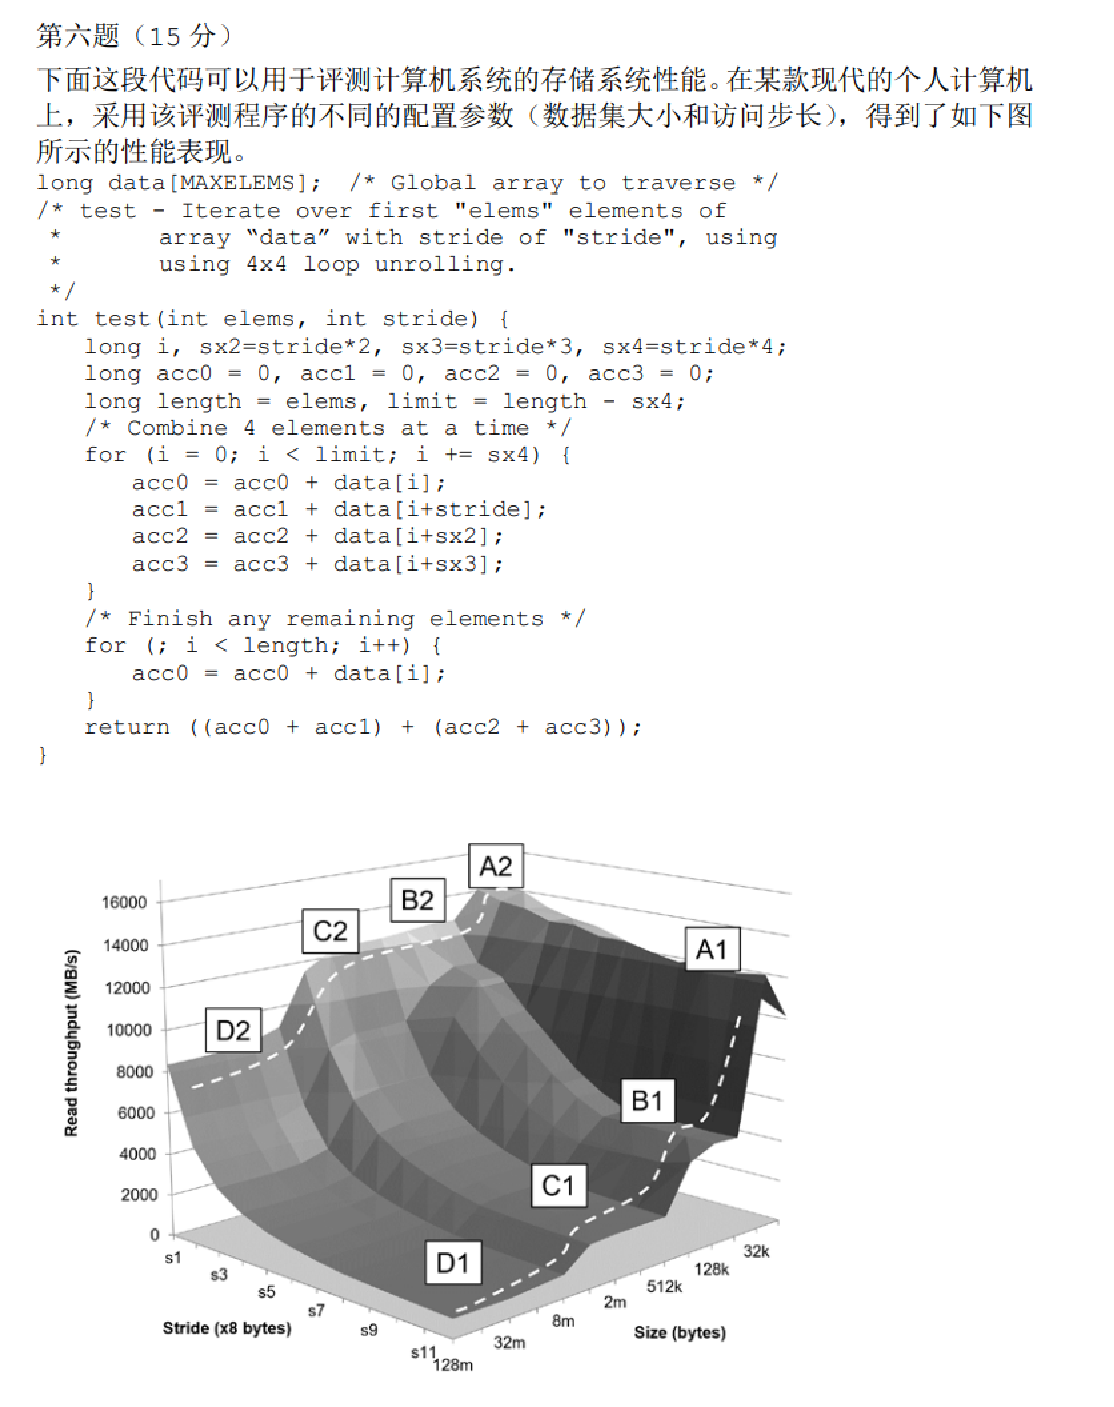 第六题（15 分）
下面这段代码可以用于评测计算机系统的存储系统性能。在某款现代的个人计算机
上，采用该评测程序的不同的配置参数（数据集大小和访问步长），得到了如下图
所示的性能表现。
long data[MAXELEMS];  /* Global array to traverse */
/* test - Iterate over first "elems" elements of
 *       array “data” with stride of "stride", using
 *       using 4x4 loop unrolling.
 */
int test(int elems, int stride) {
   long i, sx2=stride*2, sx3=stride*3, sx4=stride*4;
   long acc0 = 0, acc1 = 0, acc2 = 0, acc3 = 0;
   long length = elems, limit = length - sx4;
   /* Combine 4 elements at a time */
   for (i = 0; i < limit; i += sx4) {
      acc0 = acc0 + data[i];
      acc1 = acc1 + data[i+stride];
      acc2 = acc2 + data[i+sx2];
      acc3 = acc3 + data[i+sx3];
   }
   /* Finish any remaining elements */
   for (; i < length; i++) {
      acc0 = acc0 + data[i];
   }
   return ((acc0 + acc1) + (acc2 + acc3));
}
A2
B2
C2
A1
D2
B1
C1
D1
Read throughput (MB/s)
16000
14000
12000
10000
8000
6000
4000
2000
0
s1
s3
s5
s7
s9
s11
Stride (x8 bytes)
128m
32m
8m
2m
512k
128k
32k
Size (bytes)